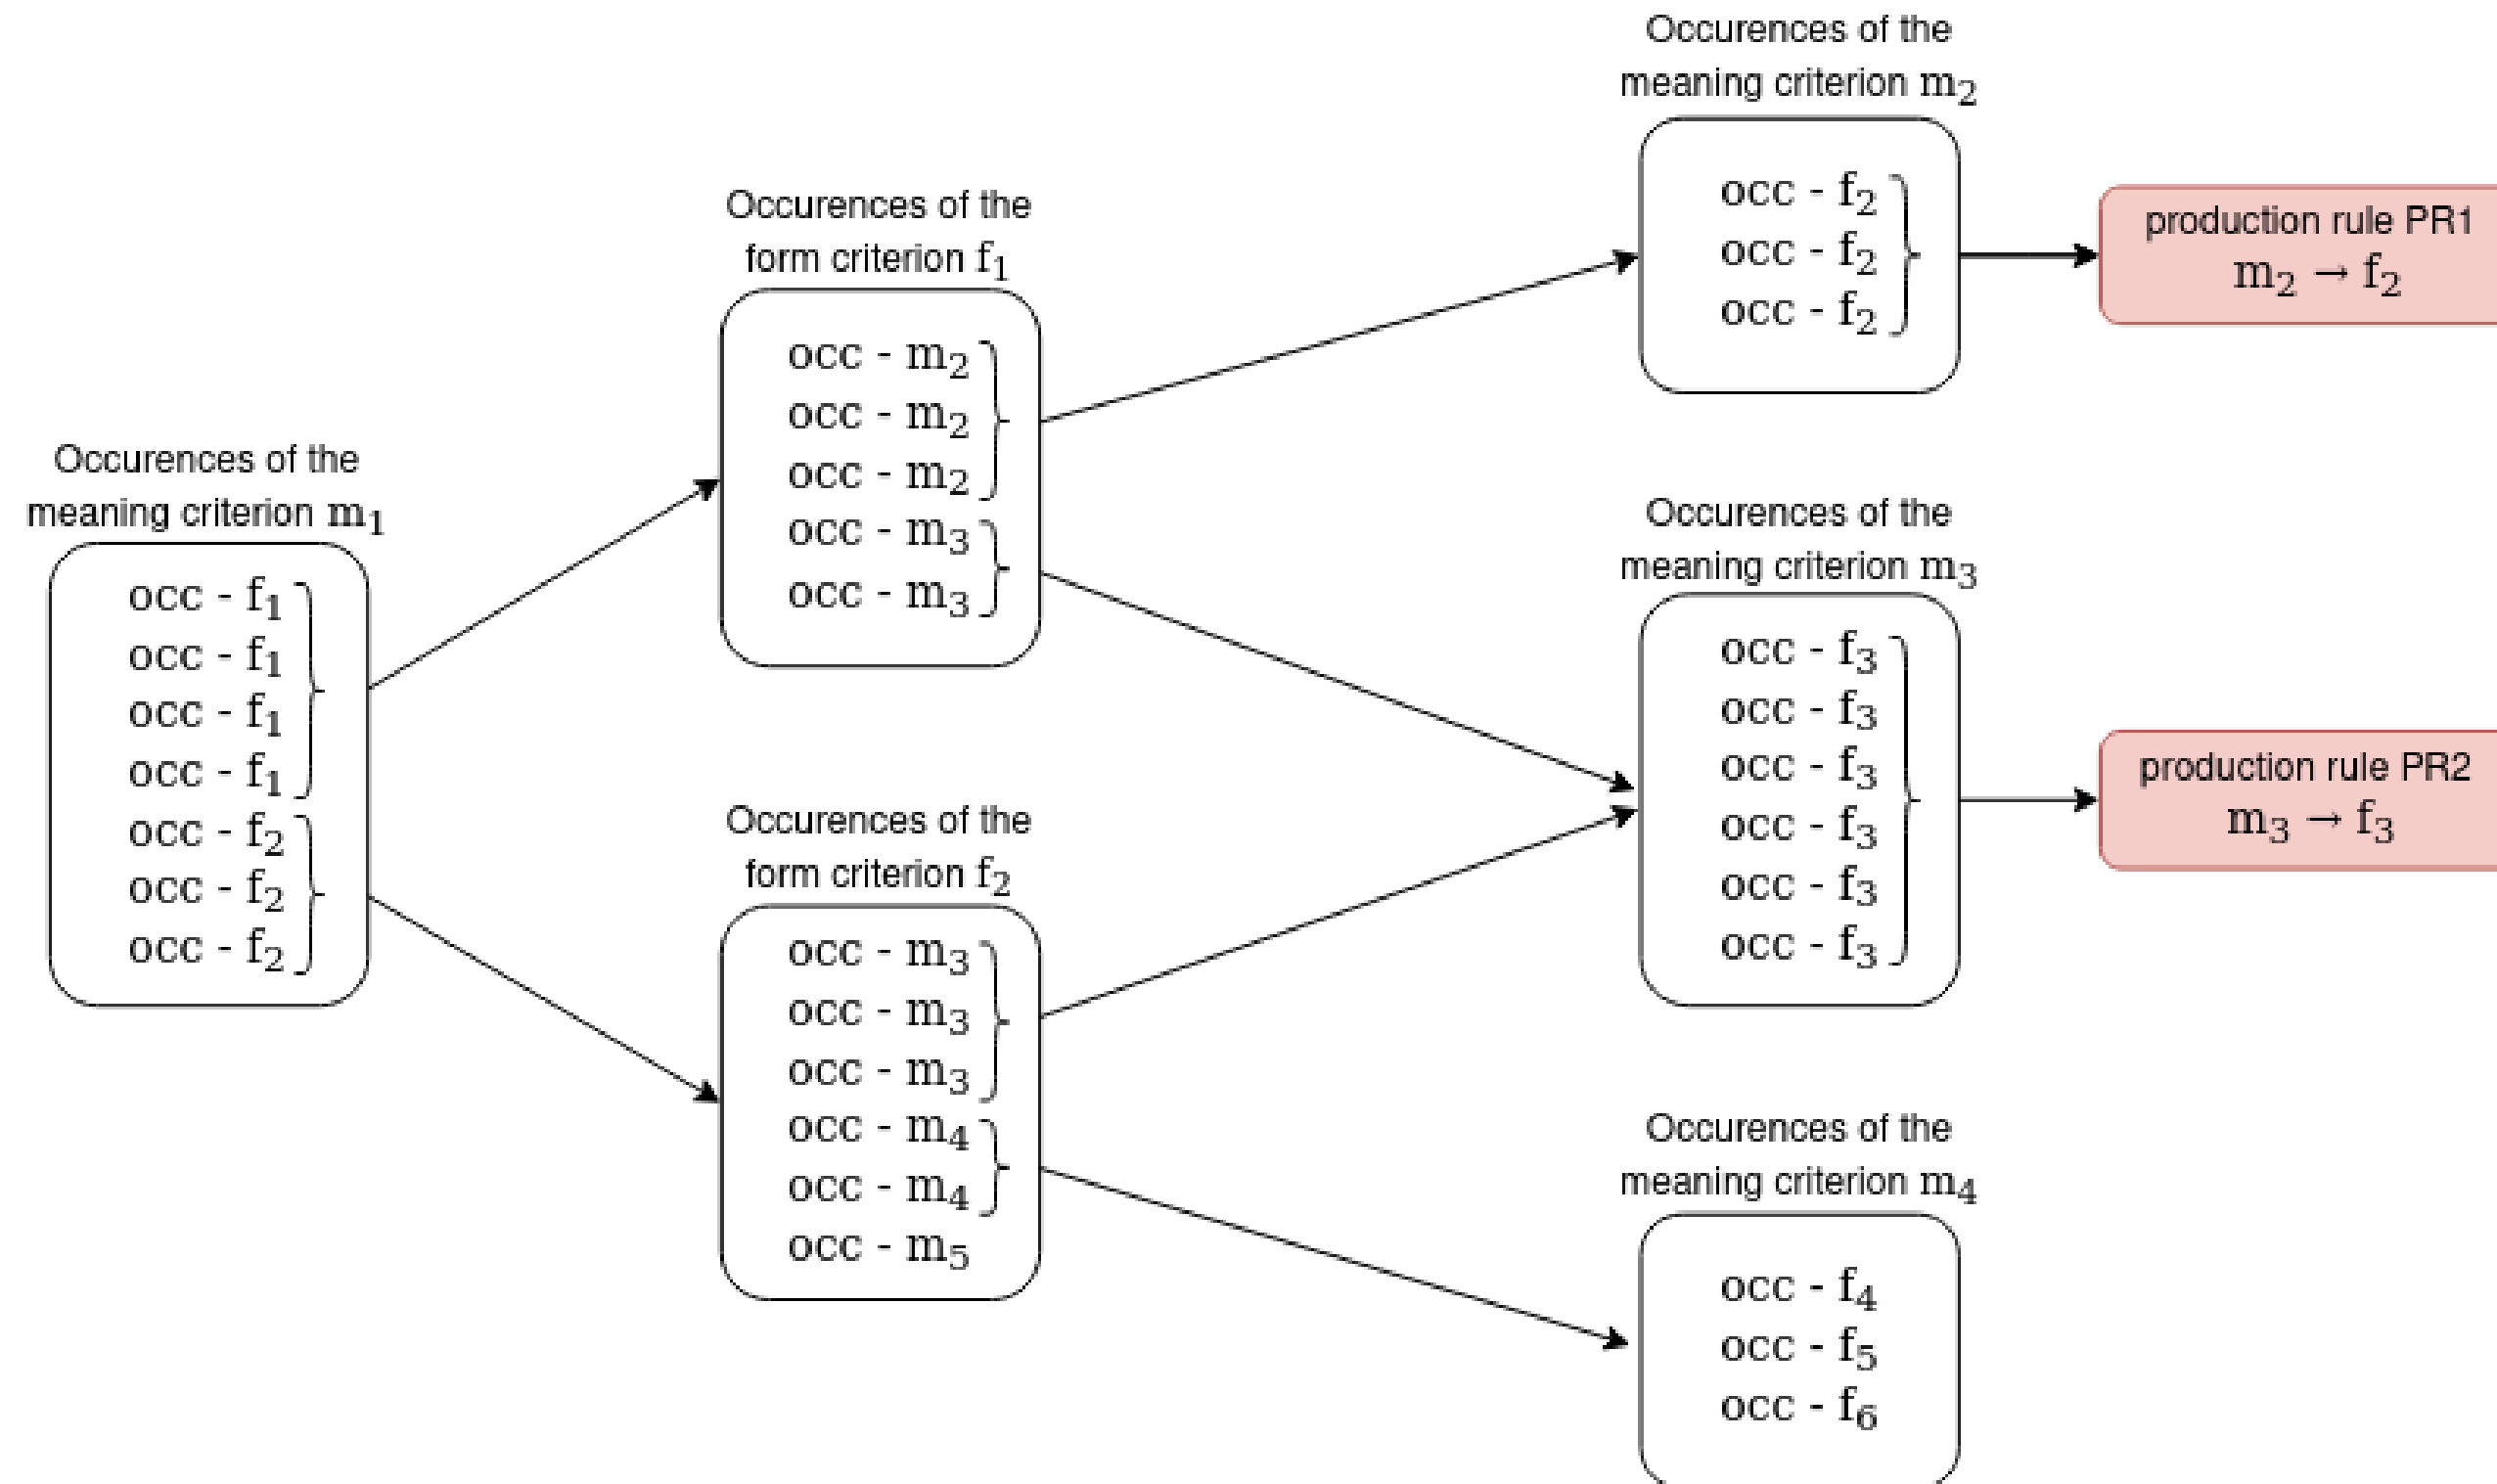 Occurences of the
meaning criterion m₁
occ - f₁
occ - f₁
occ - f₁
occ - f₁
occ - f₂
occ - f₂
occ - f₂
Occurences of the
form criterion f₁
occ - m₂
occ - m₂
occ - m₂
occ - m₃
occ - m₃
Occurences of the
form criterion f₂
occ - m₃
occ - m₃
occ - m₃
occ - m₄
occ - m₄
occ - m₅
Occurences of the
meaning criterion m₂
occ - f₂
occ - f₂
occ - f₂
production rule PR1
m₂ → f₂
Occurences of the
meaning criterion m₃
occ - f₃
occ - f₃
occ - f₃
occ - f₃
occ - f₃
occ - f₃
production rule PR2
m₃ → f₃
Occurences of the
meaning criterion m₄
occ - f₄
occ - f₅
occ - f₆